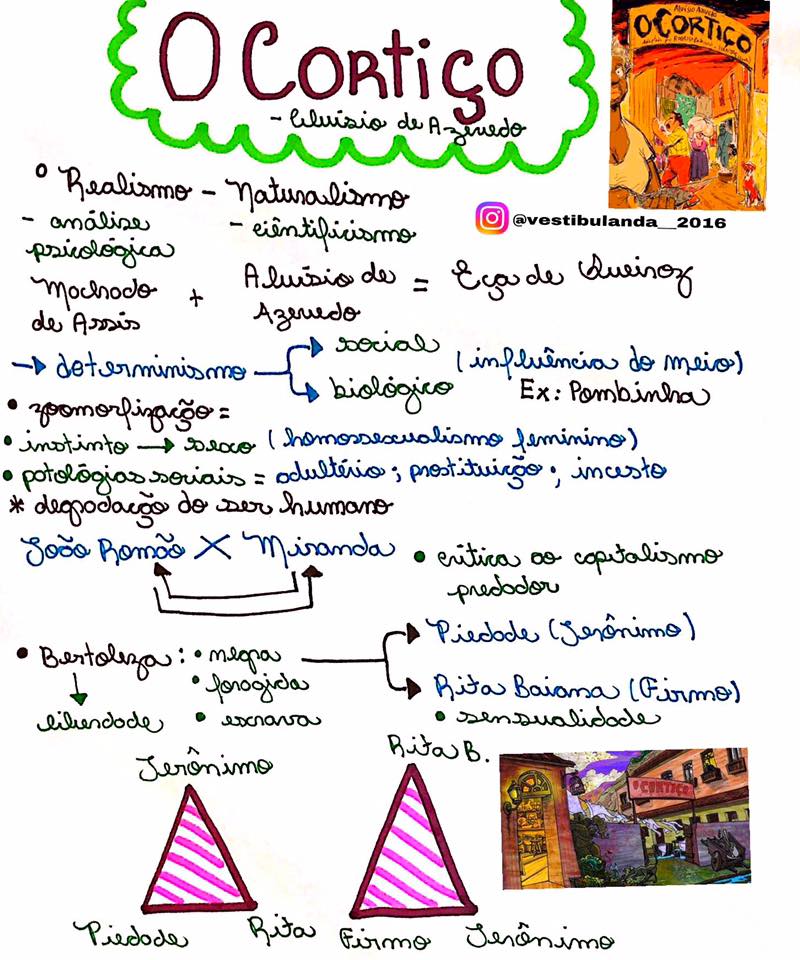 O Cortiço
- Aluísio de Azevedo
Aluísio Azevedo
O CORTIÇO
° Realismo - Naturalismo
- análise psicológica
- cientificismo
@vestibulanda__2016
Machado de Assis + Aluísio de Azevedo = Eça de Queiroz
→ determinismo
social
biológico
(influência do meio)
Ex: Pombinha
• zoomorfização =
• instinto → sexo (homossexualismo feminino)
• patológias sociais = adultério; prostituição; incesto
* degradação do ser humano
João Romão X Miranda
• crítica ao capitalismo
predador
• Bertoleza:
• negra
• forogida
• escrava
liberdade
Piedade (Jerônimo)
Rita Baiana (Firmo)
• sensualidade
Jerônimo
Piedade
Rita
Rita B.
Firmo
Jerônimo
O CORTIÇO